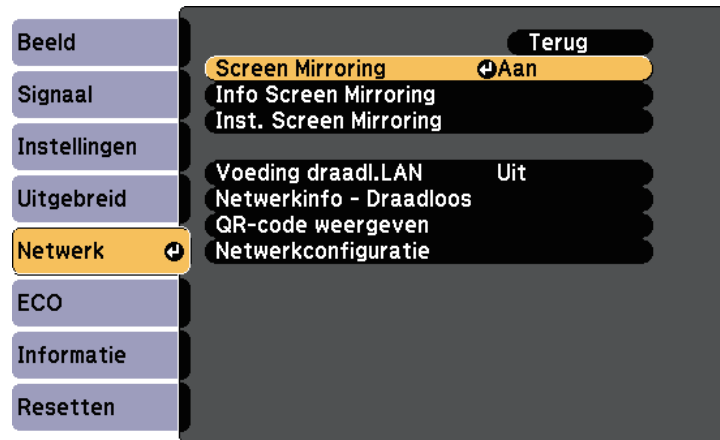 Beeld
Signaal
Instellingen
Uitgebreid
Netwerk
ECO
Informatie
Resetten
Terug
Screen Mirroring Aan
Info Screen Mirroring
Inst. Screen Mirroring
Voeding draadl.LAN Uit
Netwerkinfo - Draadloos
QR-code weergeven
Netwerkconfiguratie